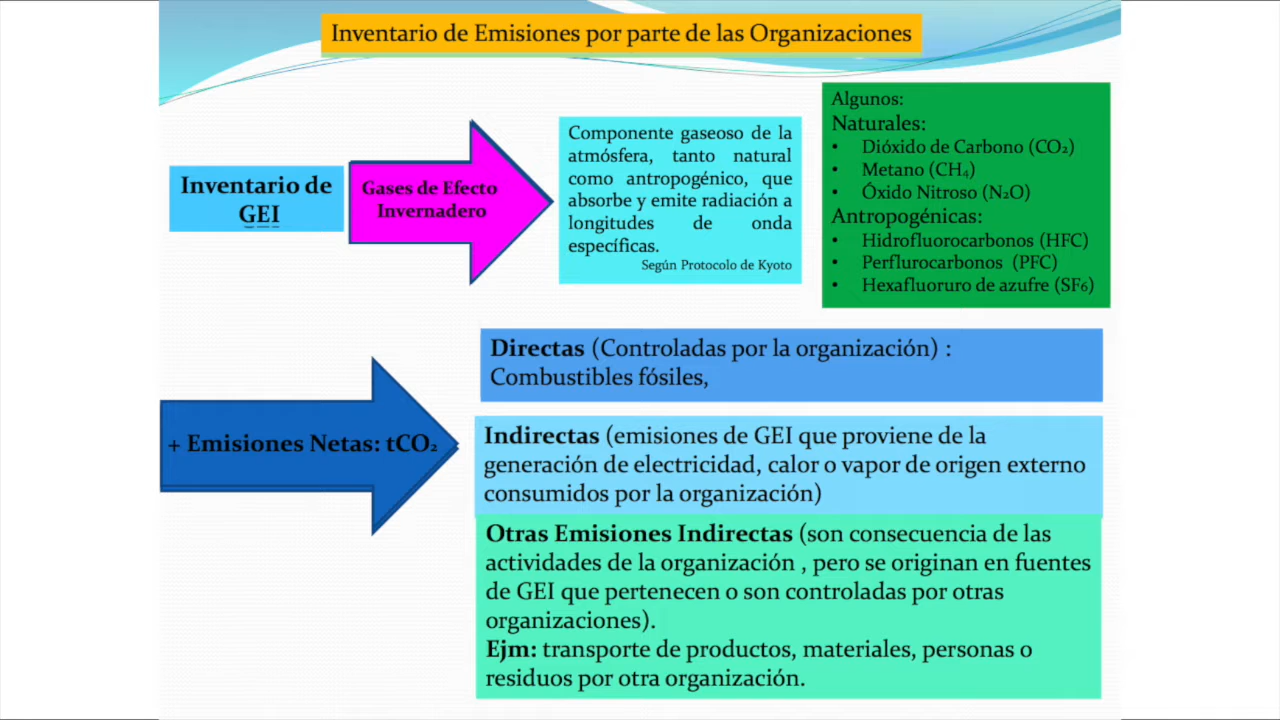 Inventario de Emisiones por parte de las Organizaciones
Inventario de
GEI
Gases de Efecto
Invernadero
Componente gaseoso de la
atmósfera, tanto natural
como antropogénico, que
absorbe y emite radiación a
longitudes de onda
específicas.
Según Protocolo de Kyoto
Algunos:
Naturales:
• Dióxido de Carbono (CO₂)
• Metano (CH₄)
• Óxido Nitroso (N2O)
Antropogénicas:
• Hidrofluorocarbonos (HFC)
• Perflurocarbonos (PFC)
• Hexafluoruro de azufre (SF₆)
+ Emisiones Netas: tCO₂
Directas (Controladas por la organización) :
Combustibles fósiles,
Indirectas (emisiones de GEI que proviene de la
generación de electricidad, calor o vapor de origen externo
consumidos por la organización)
Otras Emisiones Indirectas (son consecuencia de las
actividades de la organización , pero se originan en fuentes
de GEI que pertenecen o son controladas por otras
organizaciones).
Ejm: transporte de productos, materiales, personas o
residuos por otra organización.